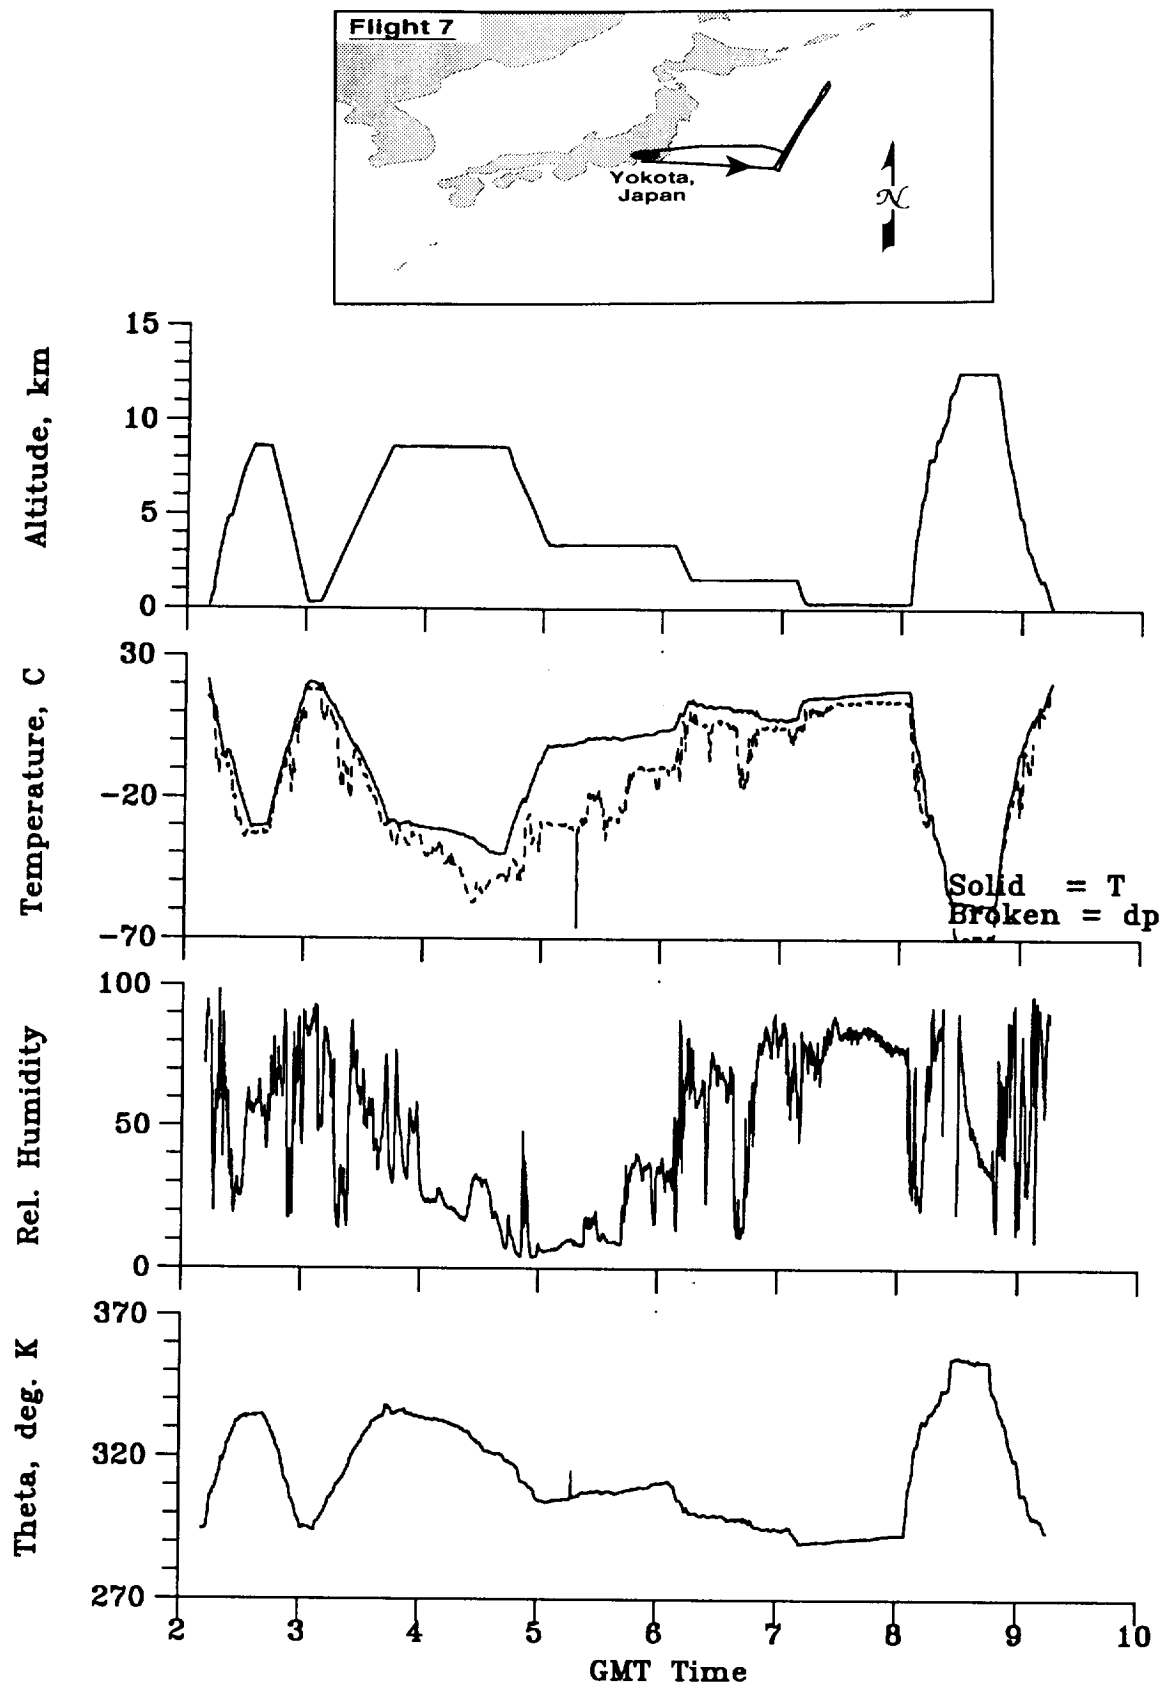 Flight 7
Yokota,
Japan
N
15
10
5
0
Altitude, km
30
-20
-70
Temperature, C
Solid = T
Broken = dp
100
50
0
Rel. Humidity
370
320
270
Theta, deg. K
2 3 4 5 6 7 8 9 10
GMT Time